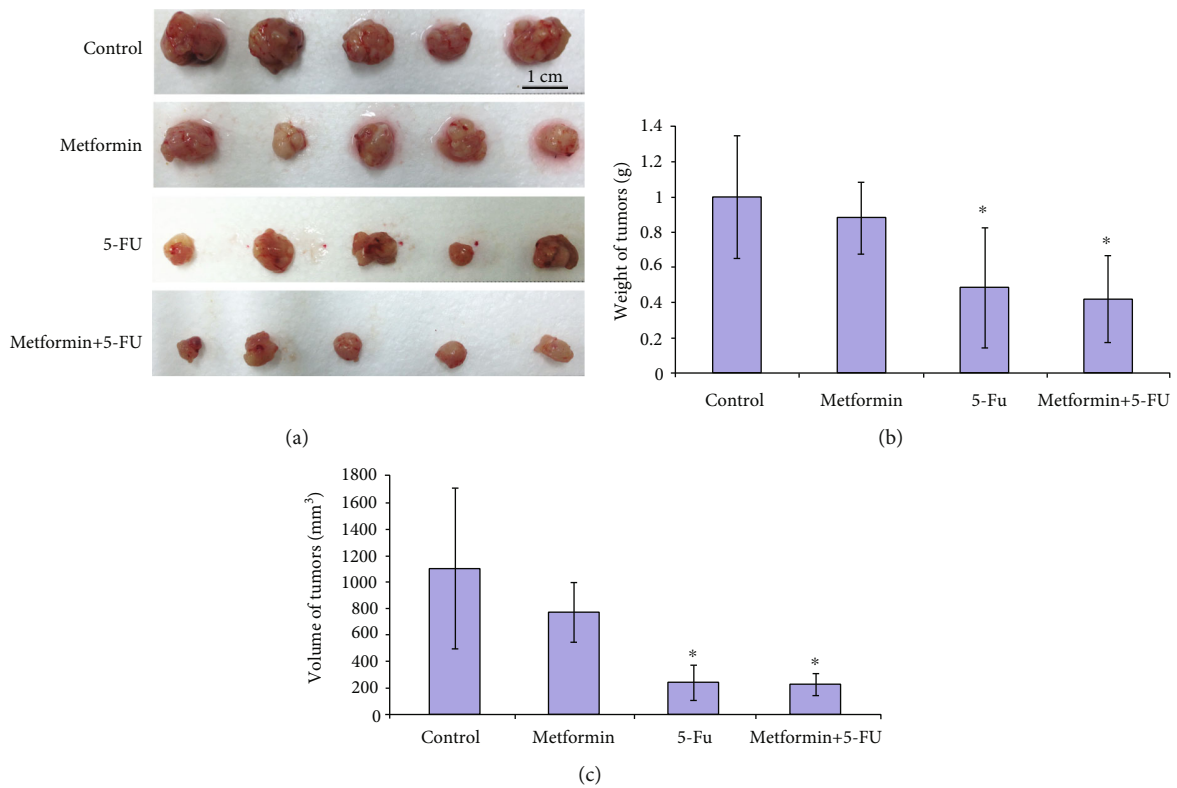 Control
1 cm
Metformin
5-FU
Metformin+5-FU
(a)
Weight of tumors (g)
1.4
1.2
1
0.8
0.6
0.4
0.2
0
*
*
Control
Metformin
5-Fu
Metformin+5-FU
(b)
Volume of tumors (mm³)
1800
1600
1400
1200
1000
800
600
400
200
0
*
*
Control
Metformin
5-Fu
Metformin+5-FU
(c)